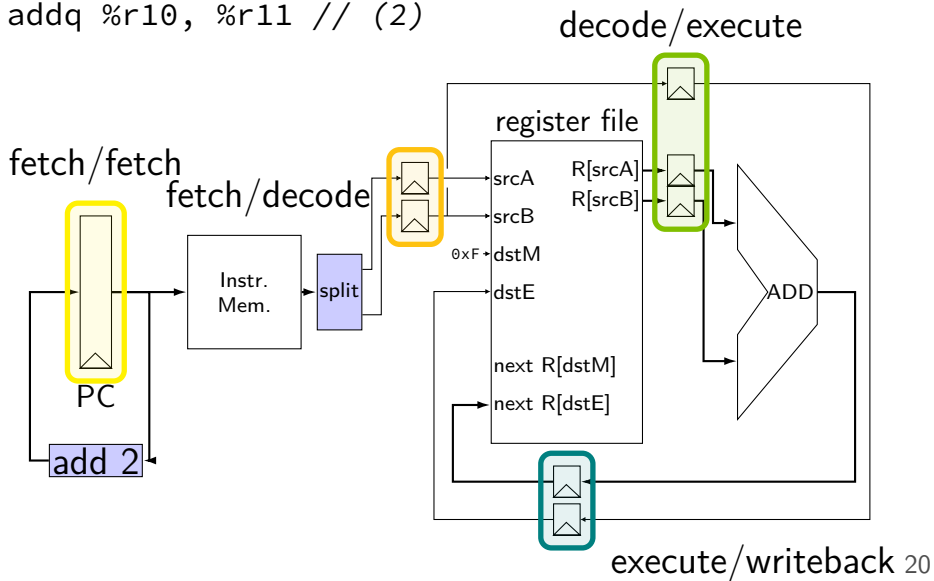 addq %r10, %r11 // (2)
decode/execute
register file
fetch/fetch
fetch/decode
srcA
R[srcA]
srcB
R[srcB]
0xF
dstM
Instr.
Mem.
split
dstE
ADD
next R[dstM]
PC
next R[dstE]
add 2
execute/writeback 20